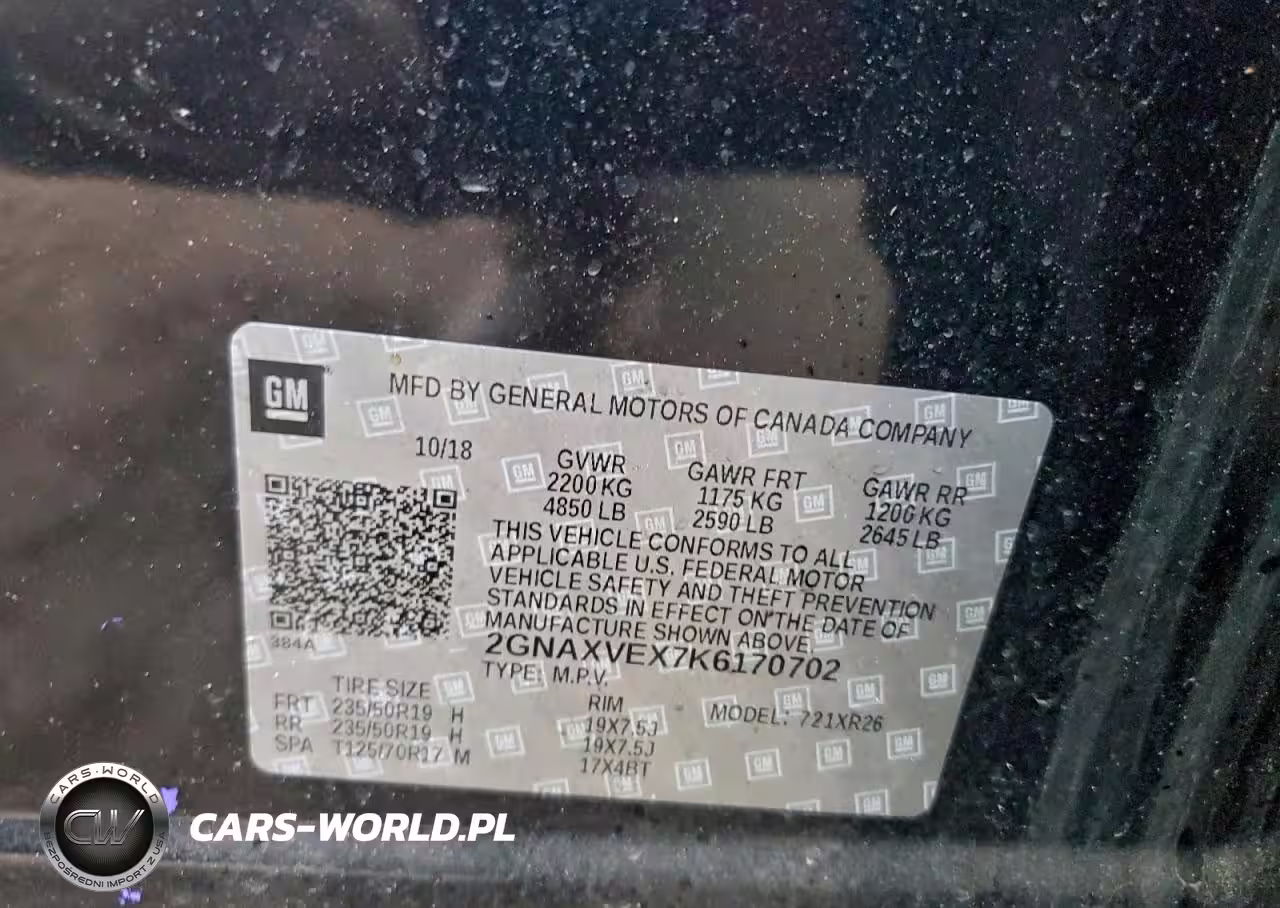 GM
MFD BY GENERAL MOTORS OF CANADA COMPANY
10/18
GVWR GAWR FRT GAWR RR
2200 KG 1175 KG 1200 KG
4850 LB 2590 LB 2645 LB
THIS VEHICLE CONFORMS TO ALL
APPLICABLE U.S. FEDERAL MOTOR
VEHICLE SAFETY AND THEFT PREVENTION
STANDARDS IN EFFECT ON THE DATE OF
MANUFACTURE SHOWN ABOVE.
384A
2GNAXVEX7K6170702
TYPE: M.P.V.
MODEL: 721XR26
TIRE SIZE RIM
FRT 235/50R19 H 19X7.5J
RR 235/50R19 H 19X7.5J
SPA T125/70R17 M 17X4BT
CARS-WORLD
CW
BEZPOŚREDNI IMPORT Z USA
CARS-WORLD.PL